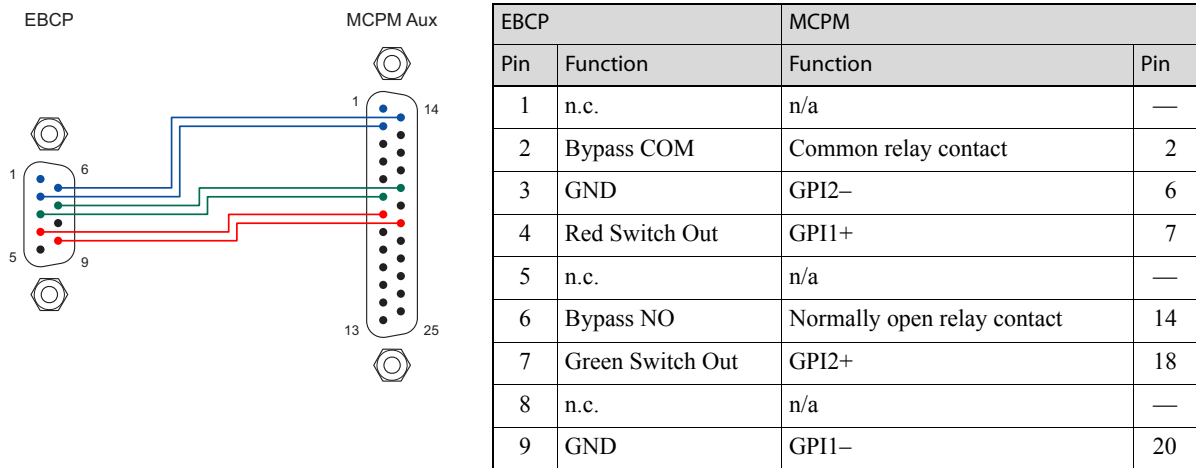 EBCP MCPM Aux
1 14
1 6
5 9
13 25
EBCP MCPM
Pin Function Function Pin
1 n.c. n/a —
2 Bypass COM Common relay contact 2
3 GND GPI2– 6
4 Red Switch Out GPI1+ 7
5 n.c. n/a —
6 Bypass NO Normally open relay contact 14
7 Green Switch Out GPI2+ 18
8 n.c. n/a —
9 GND GPI1– 20